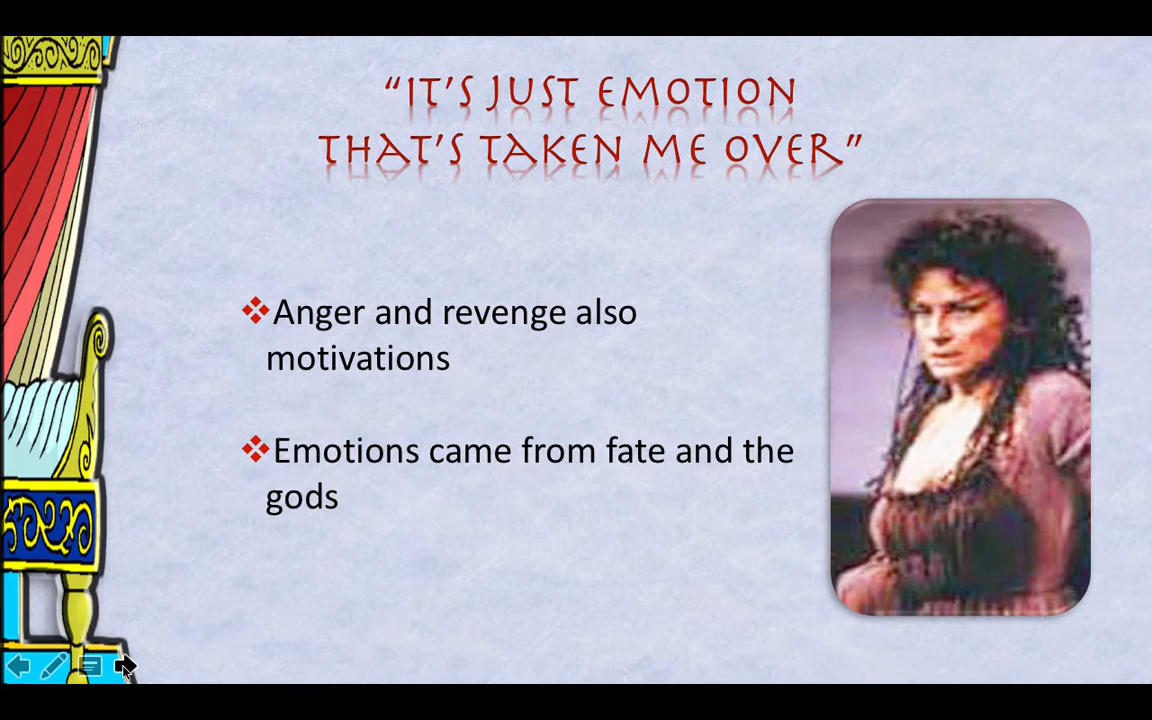 “IT’S JUST EMOTION
THAT’S TAKEN ME OVER”
Anger and revenge also
motivations
Emotions came from fate and the
gods